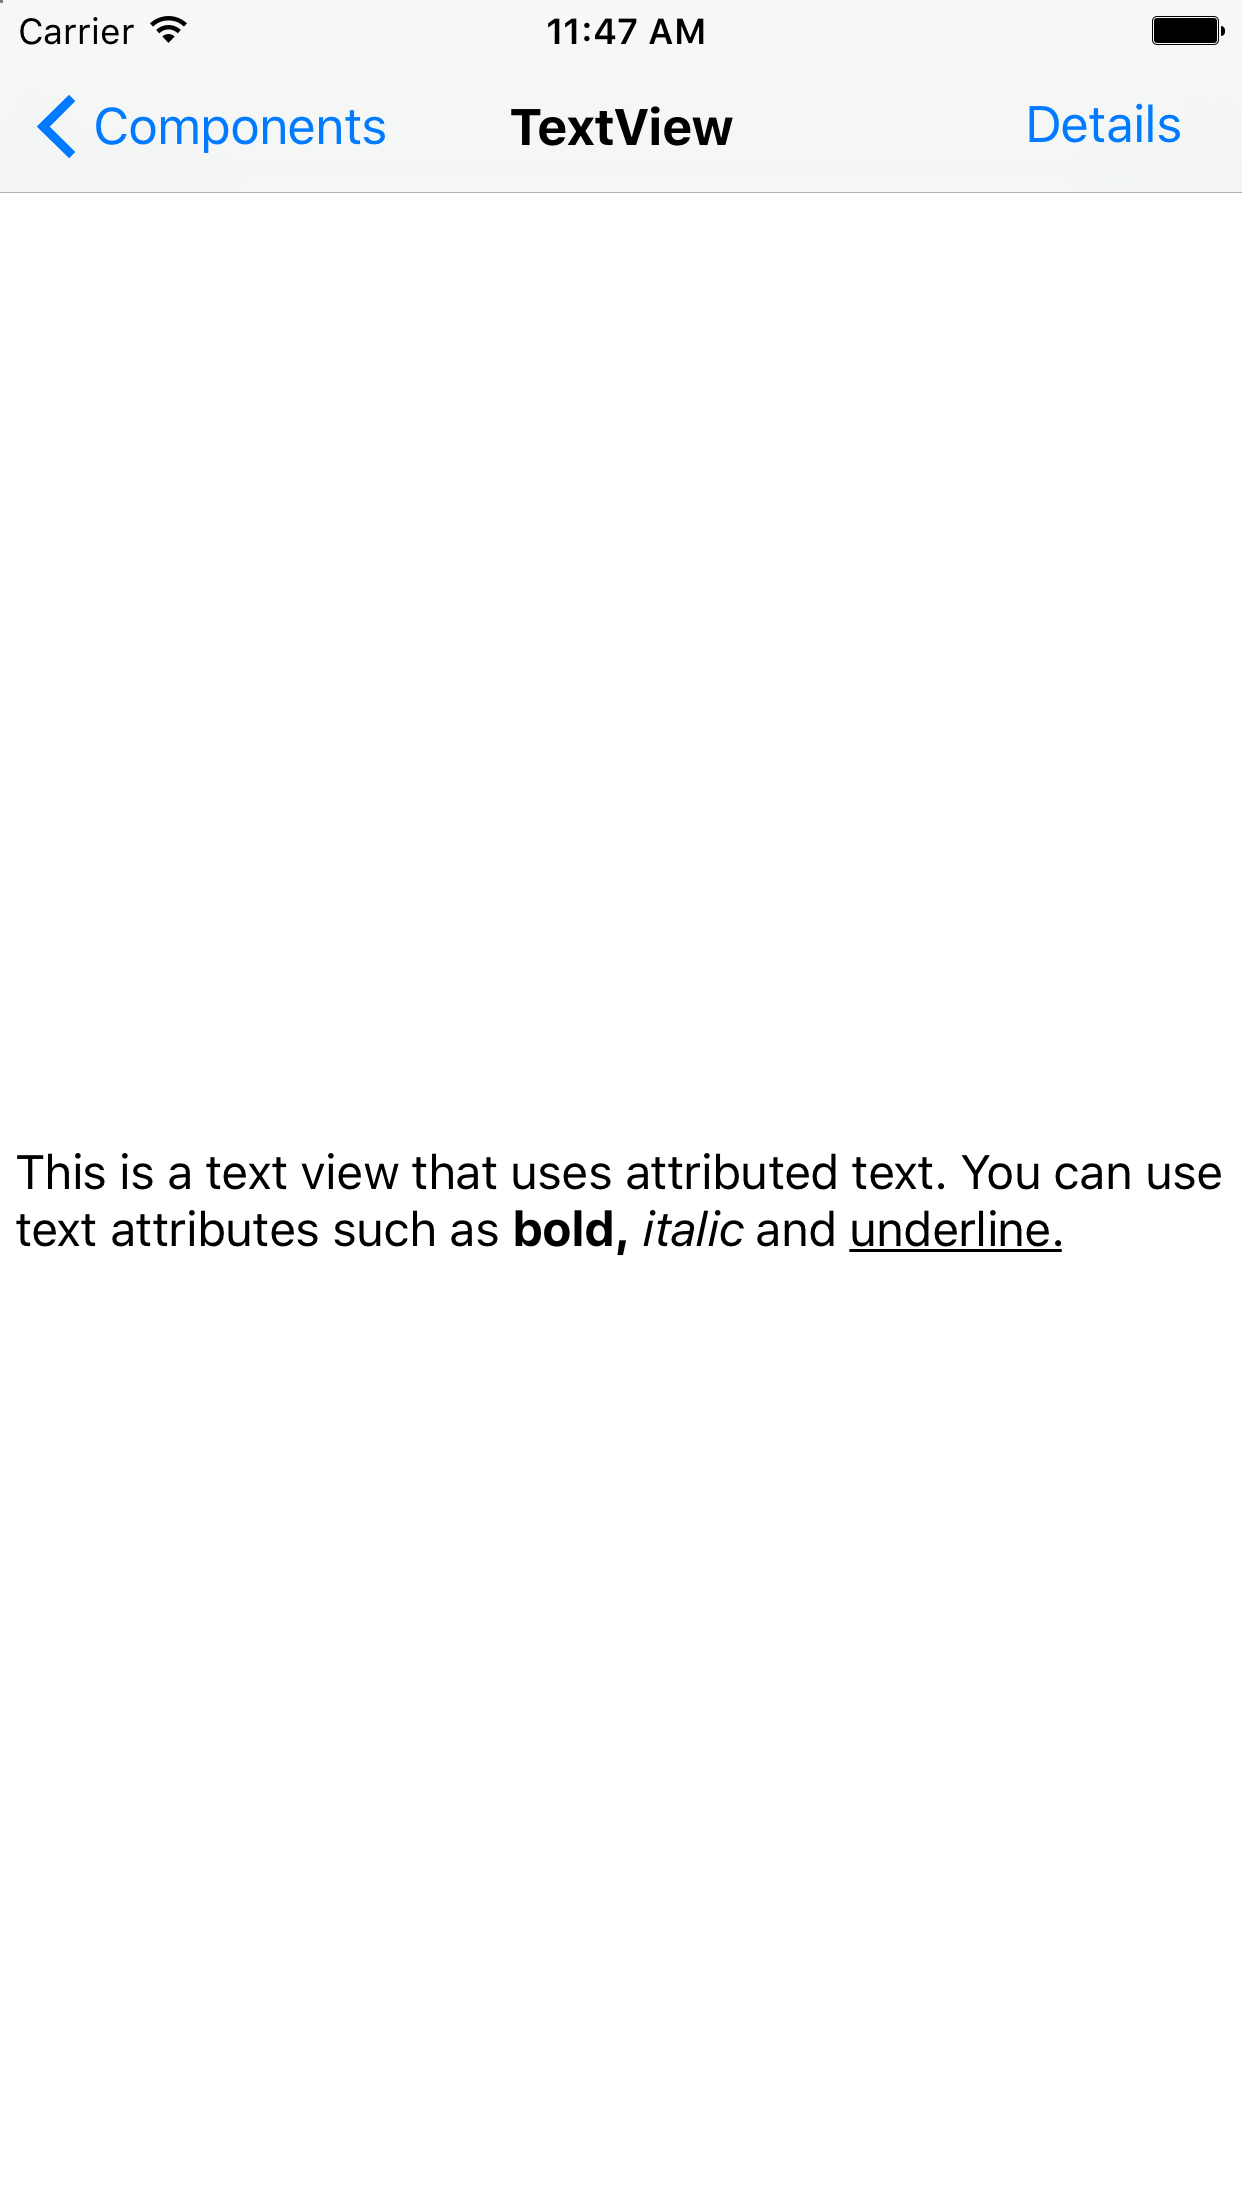 Carrier 11:47 AM
Components TextView Details
This is a text view that uses attributed text. You can use
text attributes such as bold, italic and underline.